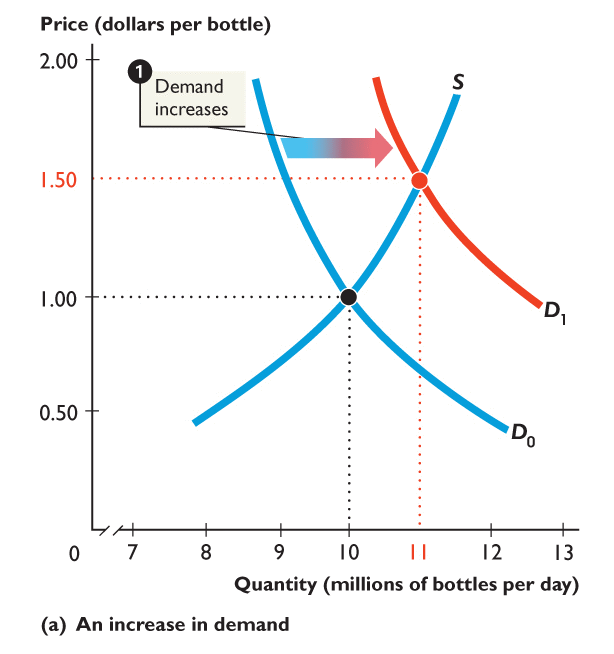 Price (dollars per bottle)
2.00
1
Demand
increases
S
1.50
1.00
D1
0.50
D0
0
7 8 9 10 11 12 13
Quantity (millions of bottles per day)
(a) An increase in demand